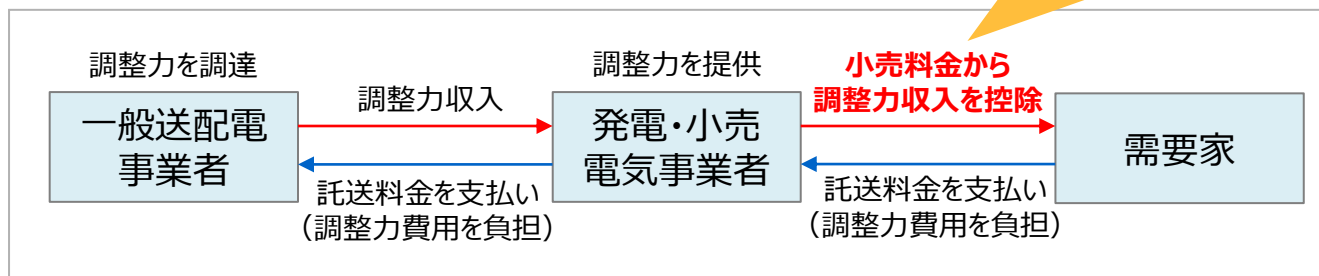 調整力を調達
一般送配電
事業者
調整力収入
託送料金を支払い
（調整力費用を負担）
調整力を提供
発電・小売
電気事業者
小売料金から
調整力収入を控除
託送料金を支払い
（調整力費用を負担）
需要家